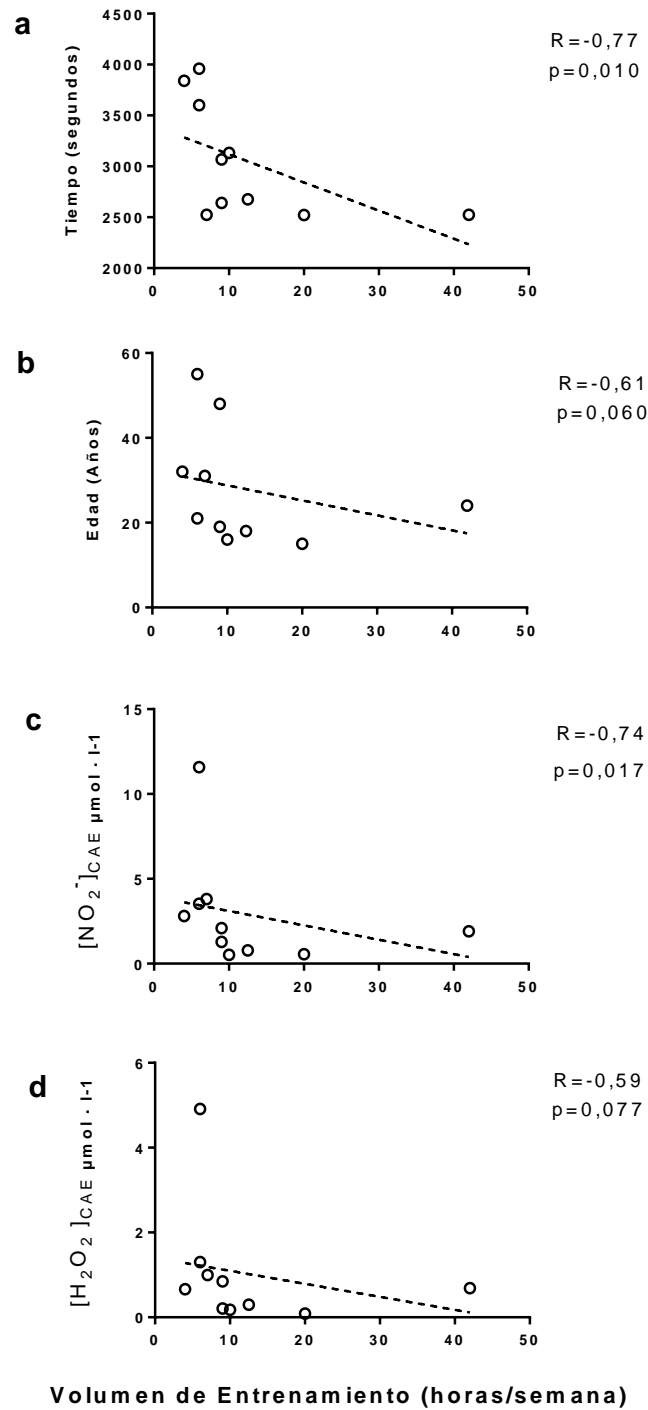 a
Tiempo (segundos)
4500
4000
3500
3000
2500
2000
0 10 20 30 40 50
R=-0,77
p=0,010
b
Edad (Años)
60
40
20
0
0 10 20 30 40 50
R=-0,61
p=0,060
c
[NO₂⁻]CAE µmol · l-1
15
10
5
0
0 10 20 30 40 50
R=-0,74
p=0,017
d
[H₂O₂]CAE µmol · l-1
6
4
2
0
0 10 20 30 40 50
R=-0,59
p=0,077
Volumen de Entrenamiento (horas/semana)